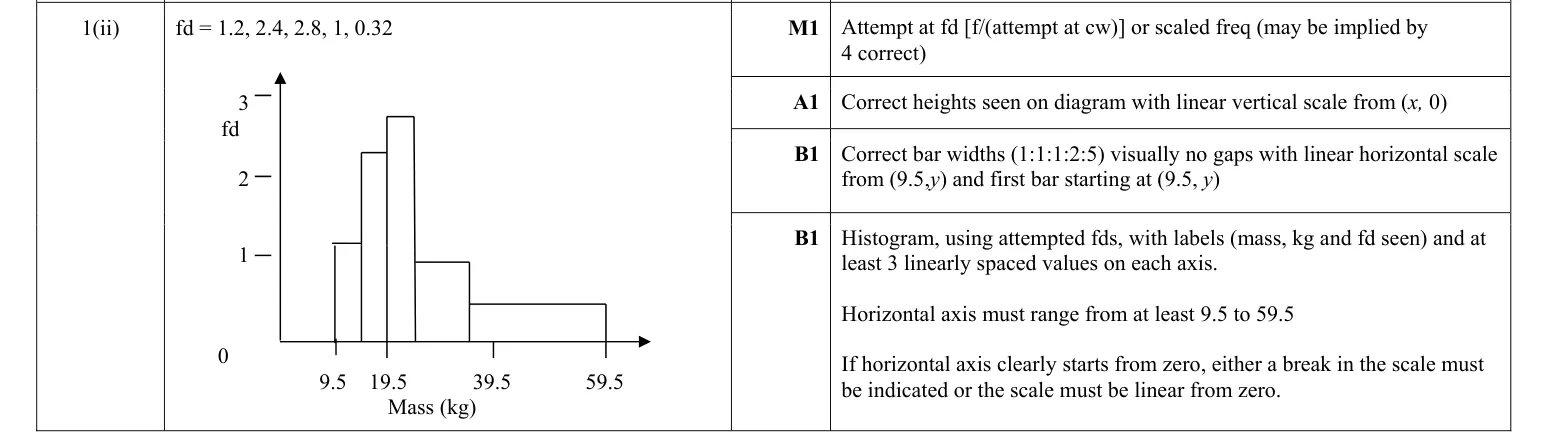 1(ii)
fd = 1.2, 2.4, 2.8, 1, 0.32
3
fd
2
1
0
9.5 19.5 39.5 59.5
Mass (kg)
M1 Attempt at fd [f/(attempt at cw)] or scaled freq (may be implied by
4 correct)
A1 Correct heights seen on diagram with linear vertical scale from (x, 0)
B1 Correct bar widths (1:1:1:2:5) visually no gaps with linear horizontal scale
from (9.5,y) and first bar starting at (9.5, y)
B1 Histogram, using attempted fds, with labels (mass, kg and fd seen) and at
least 3 linearly spaced values on each axis.
Horizontal axis must range from at least 9.5 to 59.5
If horizontal axis clearly starts from zero, either a break in the scale must
be indicated or the scale must be linear from zero.